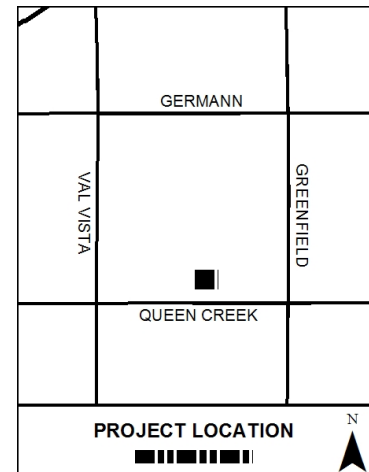 GERMANN
VAL VISTA
GREENFIELD
QUEEN CREEK
PROJECT LOCATION
N